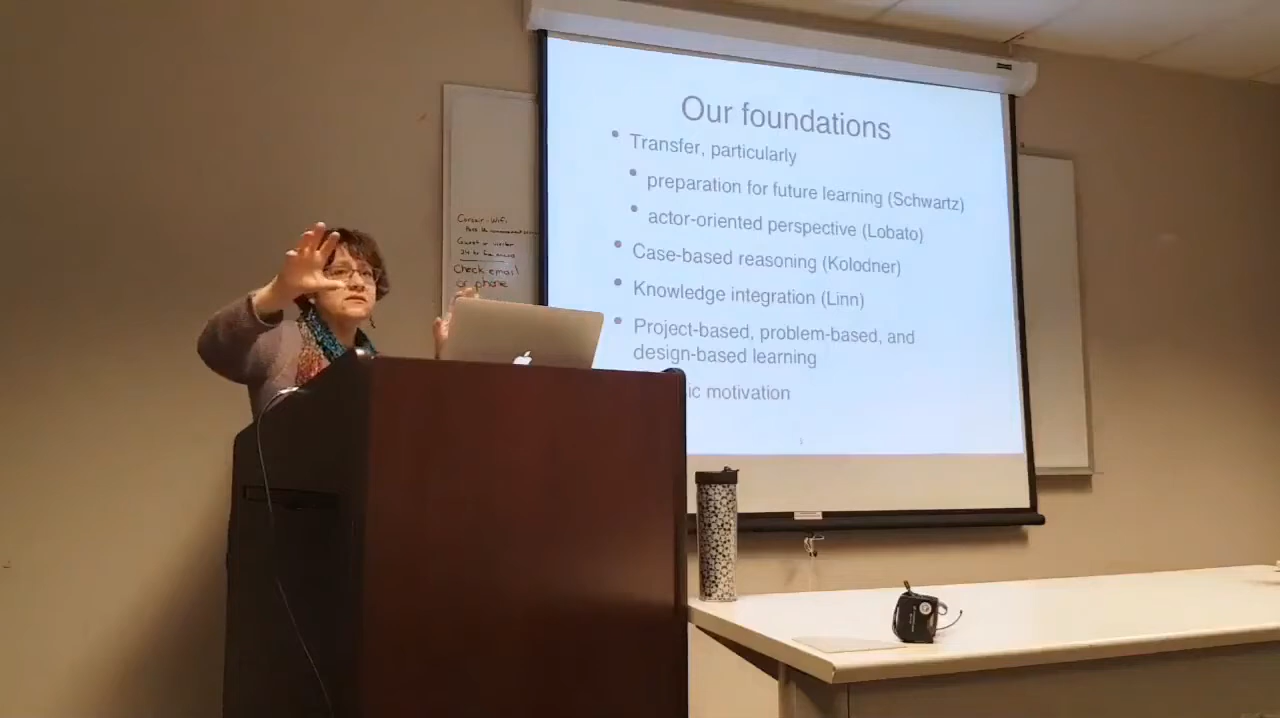 Our foundations
• Transfer, particularly
• preparation for future learning (Schwartz)
• actor-oriented perspective (Lobato)
• Case-based reasoning (Kolodner)
• Knowledge integration (Linn)
• Project-based, problem-based, and
design-based learning
ic motivation
Check email
or phone